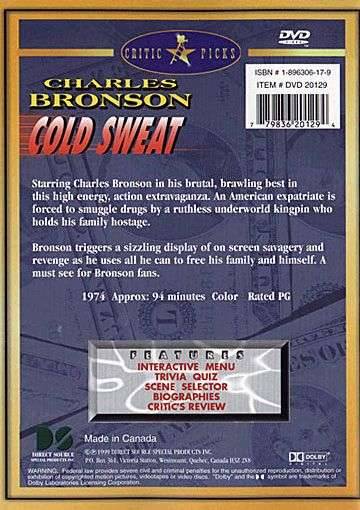 CRITIC PICKS
DVD
VIDEO
CHARLES
BRONSON
COLD SWEAT
ISBN # 1-896306-17-9
ITEM # DVD 20129
7 79836 20129 4
Starring Charles Bronson in his brutal, brawling best in
this high energy, action extravaganza. An American expatriate is
forced to smuggle drugs by a ruthless underworld kingpin who
holds his family hostage.
Bronson triggers a sizzling display of on screen savagery and
revenge as he uses all he can to free his family and himself. A
must see for Bronson fans.
1974 Approx: 94 minutes Color Rated PG
FEATURES
INTERACTIVE MENU
TRIVIA QUIZ
SCENE SELECTOR
BIOGRAPHIES
CRITIC'S REVIEW
DS
DIRECT SOURCE
SPECIAL PRODUCTS INC.
Made in Canada
©℗ 1999 DIRECT SOURCE SPECIAL PRODUCTS INC.
P.O. Box 361, Victoria Station, Westmount, Quebec, Canada H3Z 2V8
DOLBY
DIGITAL
WARNING: Federal law provides severe civil and criminal penalties for the unauthorized reproduction, distribution or
exhibition of copyrighted motion pictures, videotapes or video discs. "Dolby" and the symbol are trademark of
Dolby Laboratories Licensing Corporation.